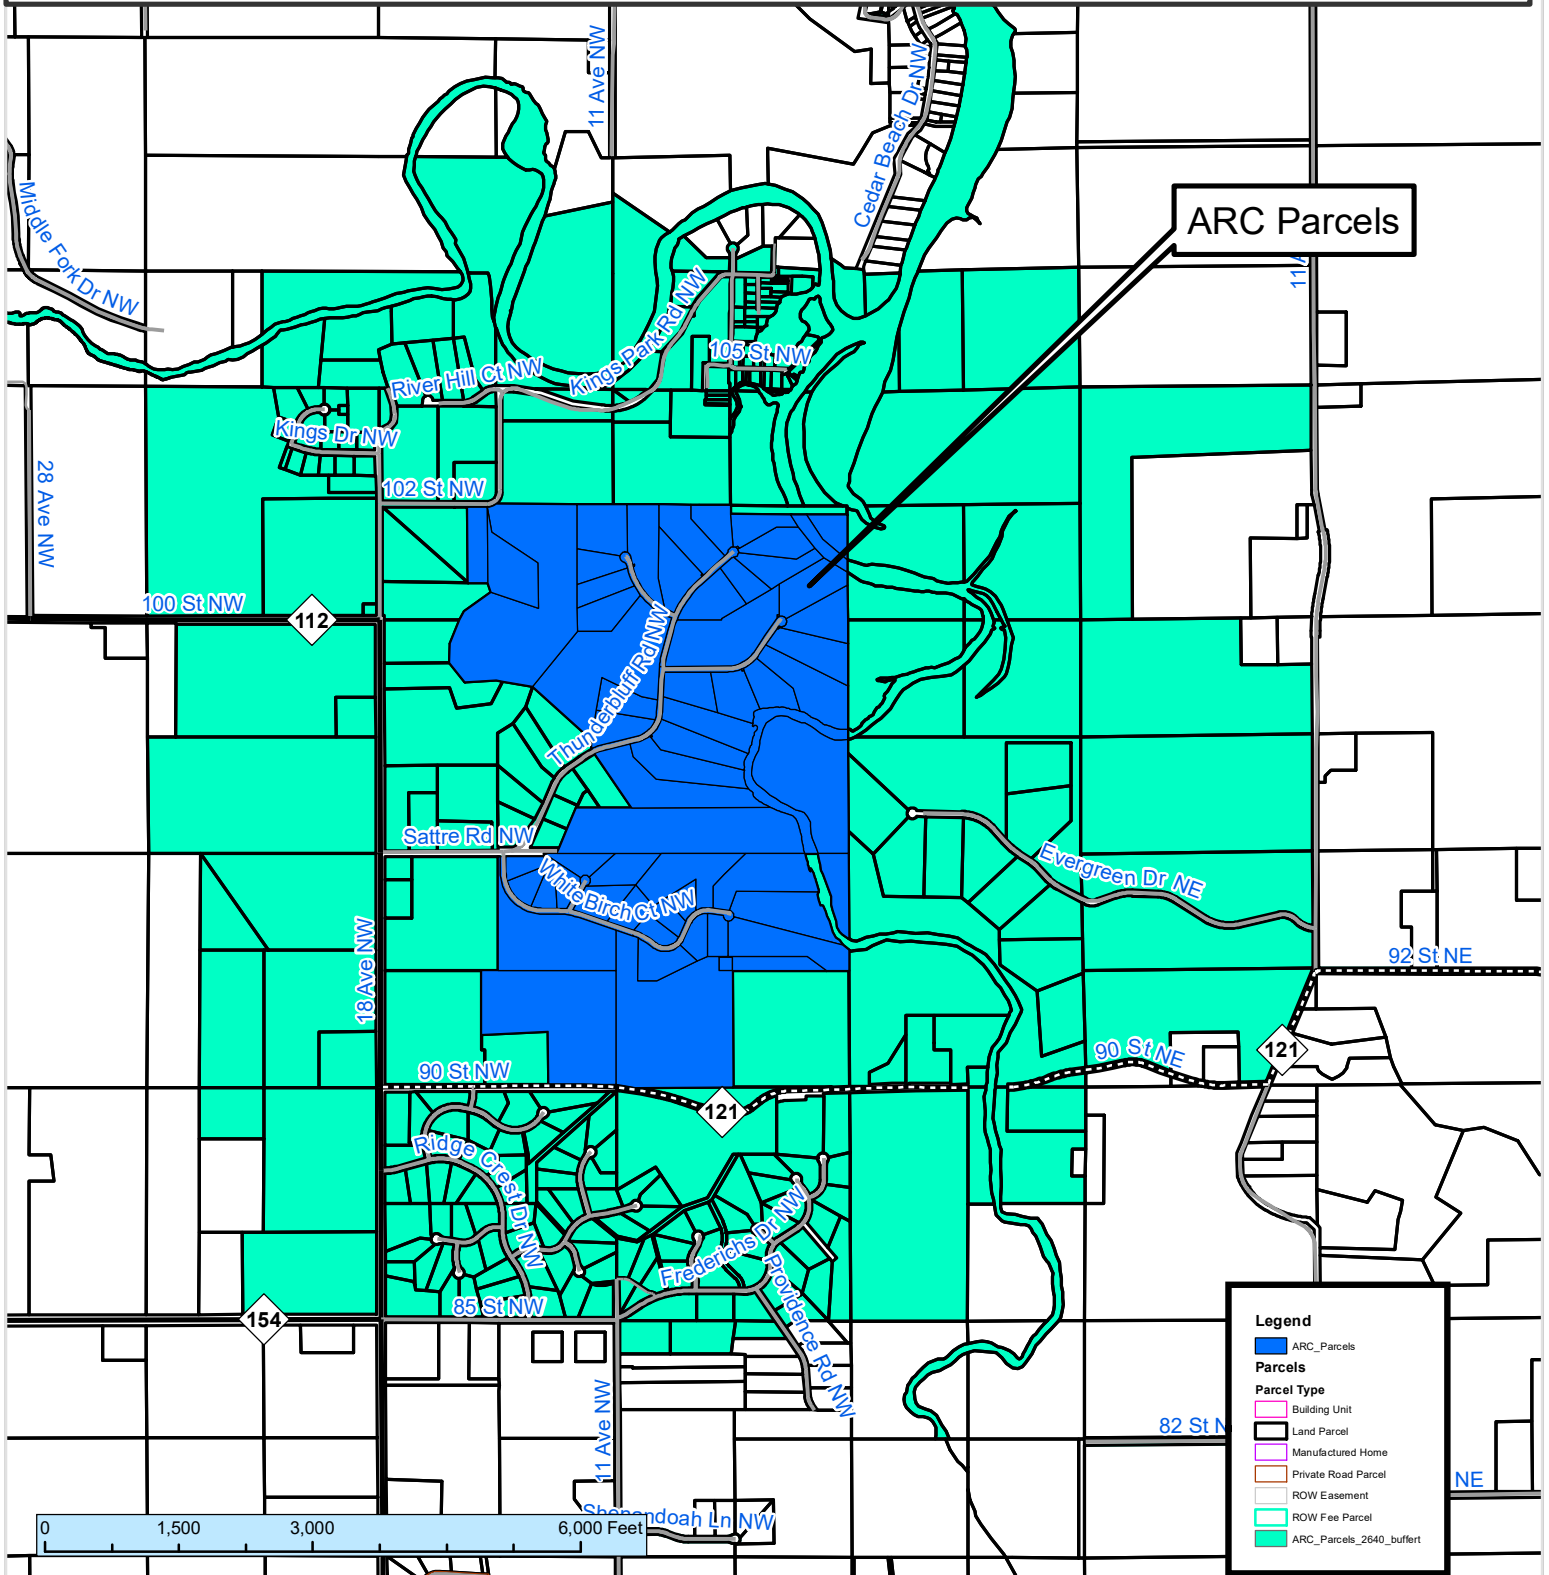 11 Ave NW
Cedar Beach Dr NW
Middle Fork Dr NW
ARC Parcels
11 A
Kings Park Rd NW
105 St NW
River Hill Ct NW
Kings Dr NW
28 Ave NW
102 St NW
100 St NW
112
Thunderbluff Rd NW
Sattre Rd NW
White Birch Ct NW
Evergreen Dr NE
18 Ave NW
92 St NE
90 St NW
90 St NE
121
121
Ridge Crest Dr NW
Frederichs Dr NW
Providence Rd NW
85 St NW
154
11 Ave NW
82 St N
NE
Shenandoah Ln NW
0 1,500 3,000 6,000 Feet
Legend
ARC_Parcels
Parcels
Parcel Type
Building Unit
Land Parcel
Manufactured Home
Private Road Parcel
ROW Easement
ROW Fee Parcel
ARC_Parcels_2640_buffert